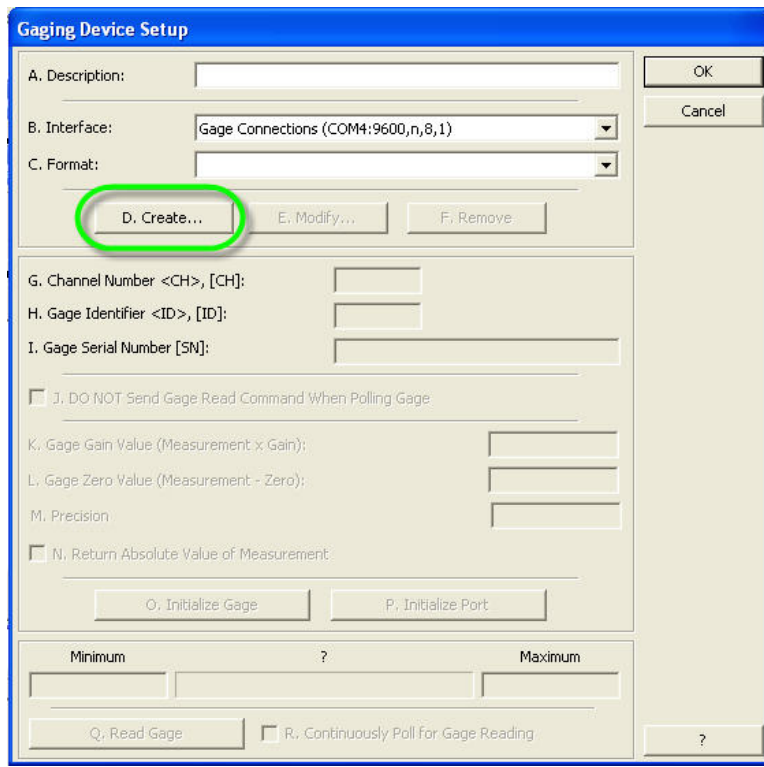 Gaging Device Setup
A. Description:
OK
Cancel
B. Interface: Gage Connections (COM4:9600,n,8,1)
C. Format:
D. Create... E. Modify... F. Remove
G. Channel Number <CH>, [CH]:
H. Gage Identifier <ID>, [ID]:
I. Gage Serial Number [SN]:
J. DO NOT Send Gage Read Command When Polling Gage
K. Gage Gain Value (Measurement x Gain):
L. Gage Zero Value (Measurement - Zero):
M. Precision
N. Return Absolute Value of Measurement
O. Initialize Gage P. Initialize Port
Minimum ? Maximum
Q. Read Gage R. Continuously Poll for Gage Reading
?